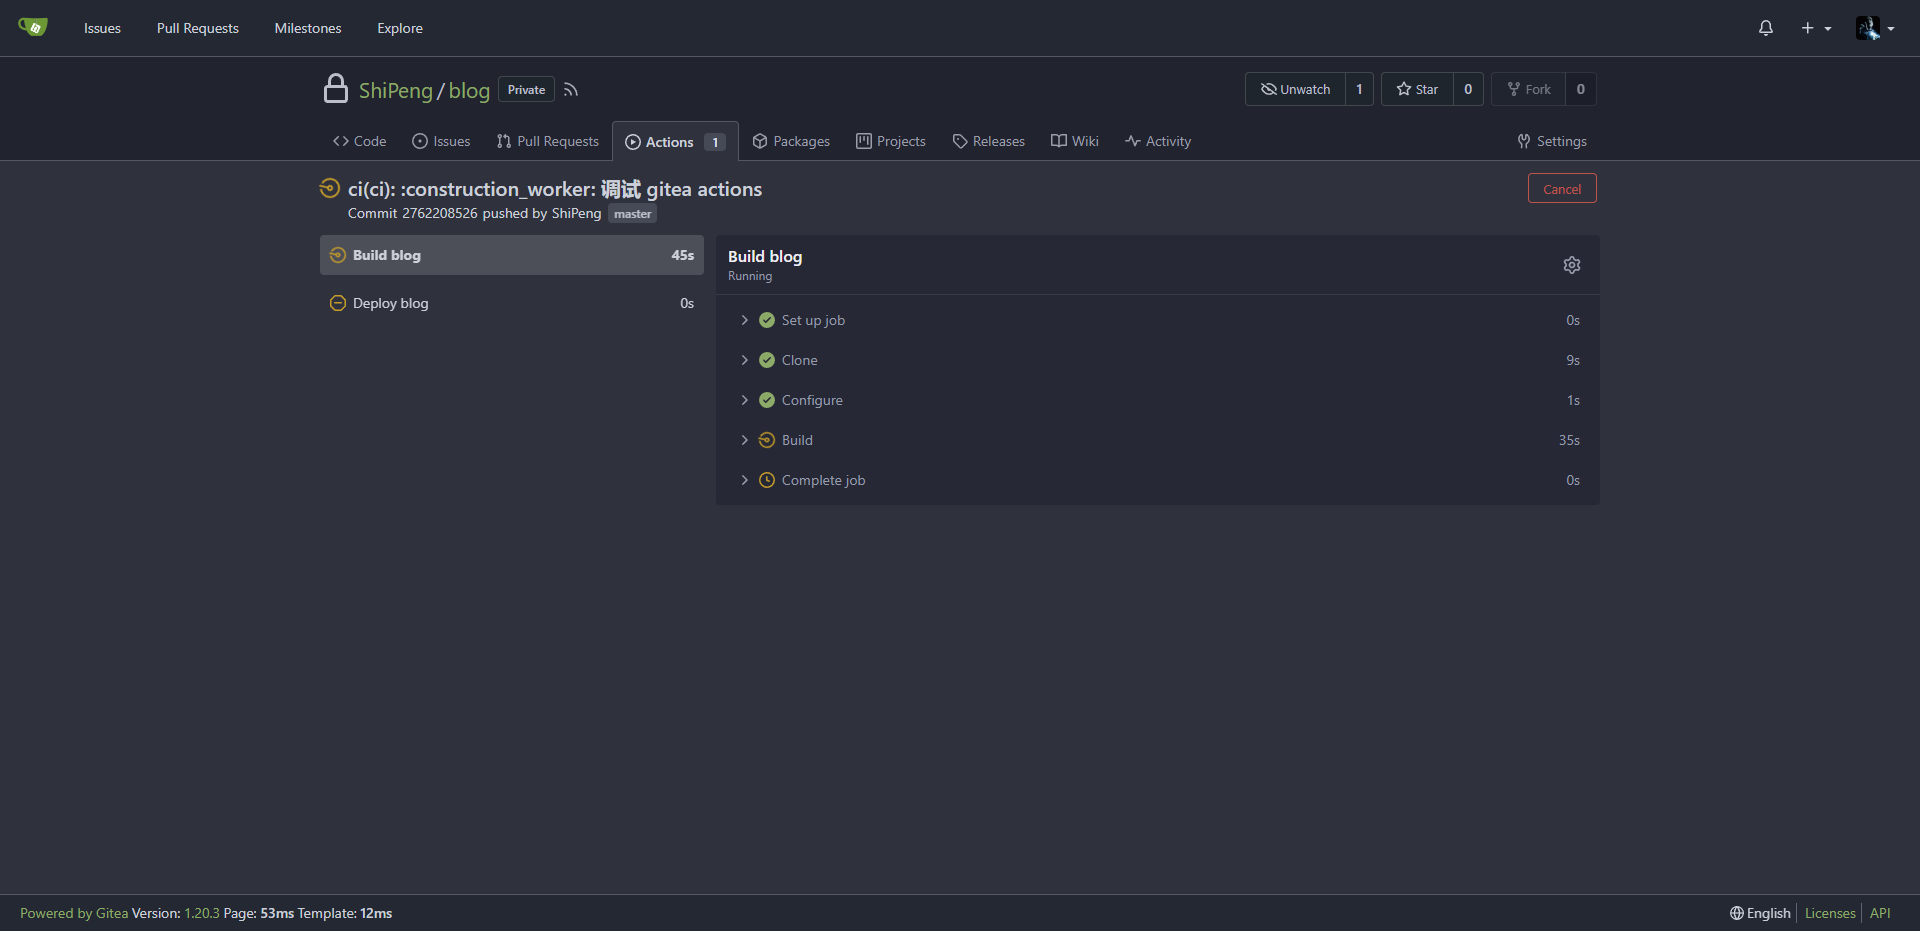 Issues Pull Requests Milestones Explore
ShiPeng/blog Private Unwatch 1 Star 0 Fork 0
Code Issues Pull Requests Actions 1 Packages Projects Releases Wiki Activity Settings
ci(ci): :construction_worker: 调试 gitea actions Cancel
Commit 2762208526 pushed by ShiPeng master
Build blog 45s
Deploy blog 0s
Build blog
Running
Set up job 0s
Clone 9s
Configure 1s
Build 35s
Complete job 0s
Powered by Gitea Version: 1.20.3 Page: 53ms Template: 12ms English Licenses API